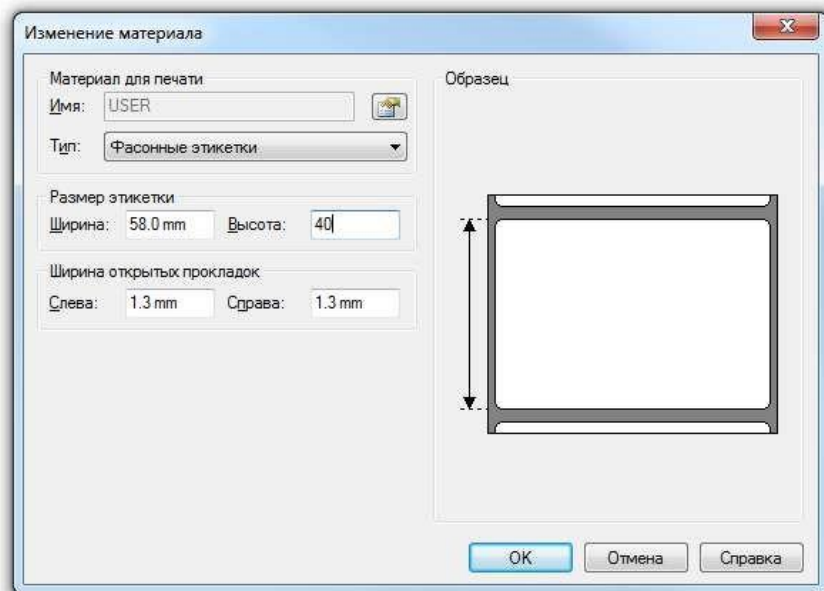 Изменение материала
Материал для печати
Имя: USER
Тип: Фасонные этикетки
Размер этикетки
Ширина: 58.0 mm Высота: 40
Ширина открытых прокладок
Слева: 1.3 mm Справа: 1.3 mm
Образец
OK Отмена Справка